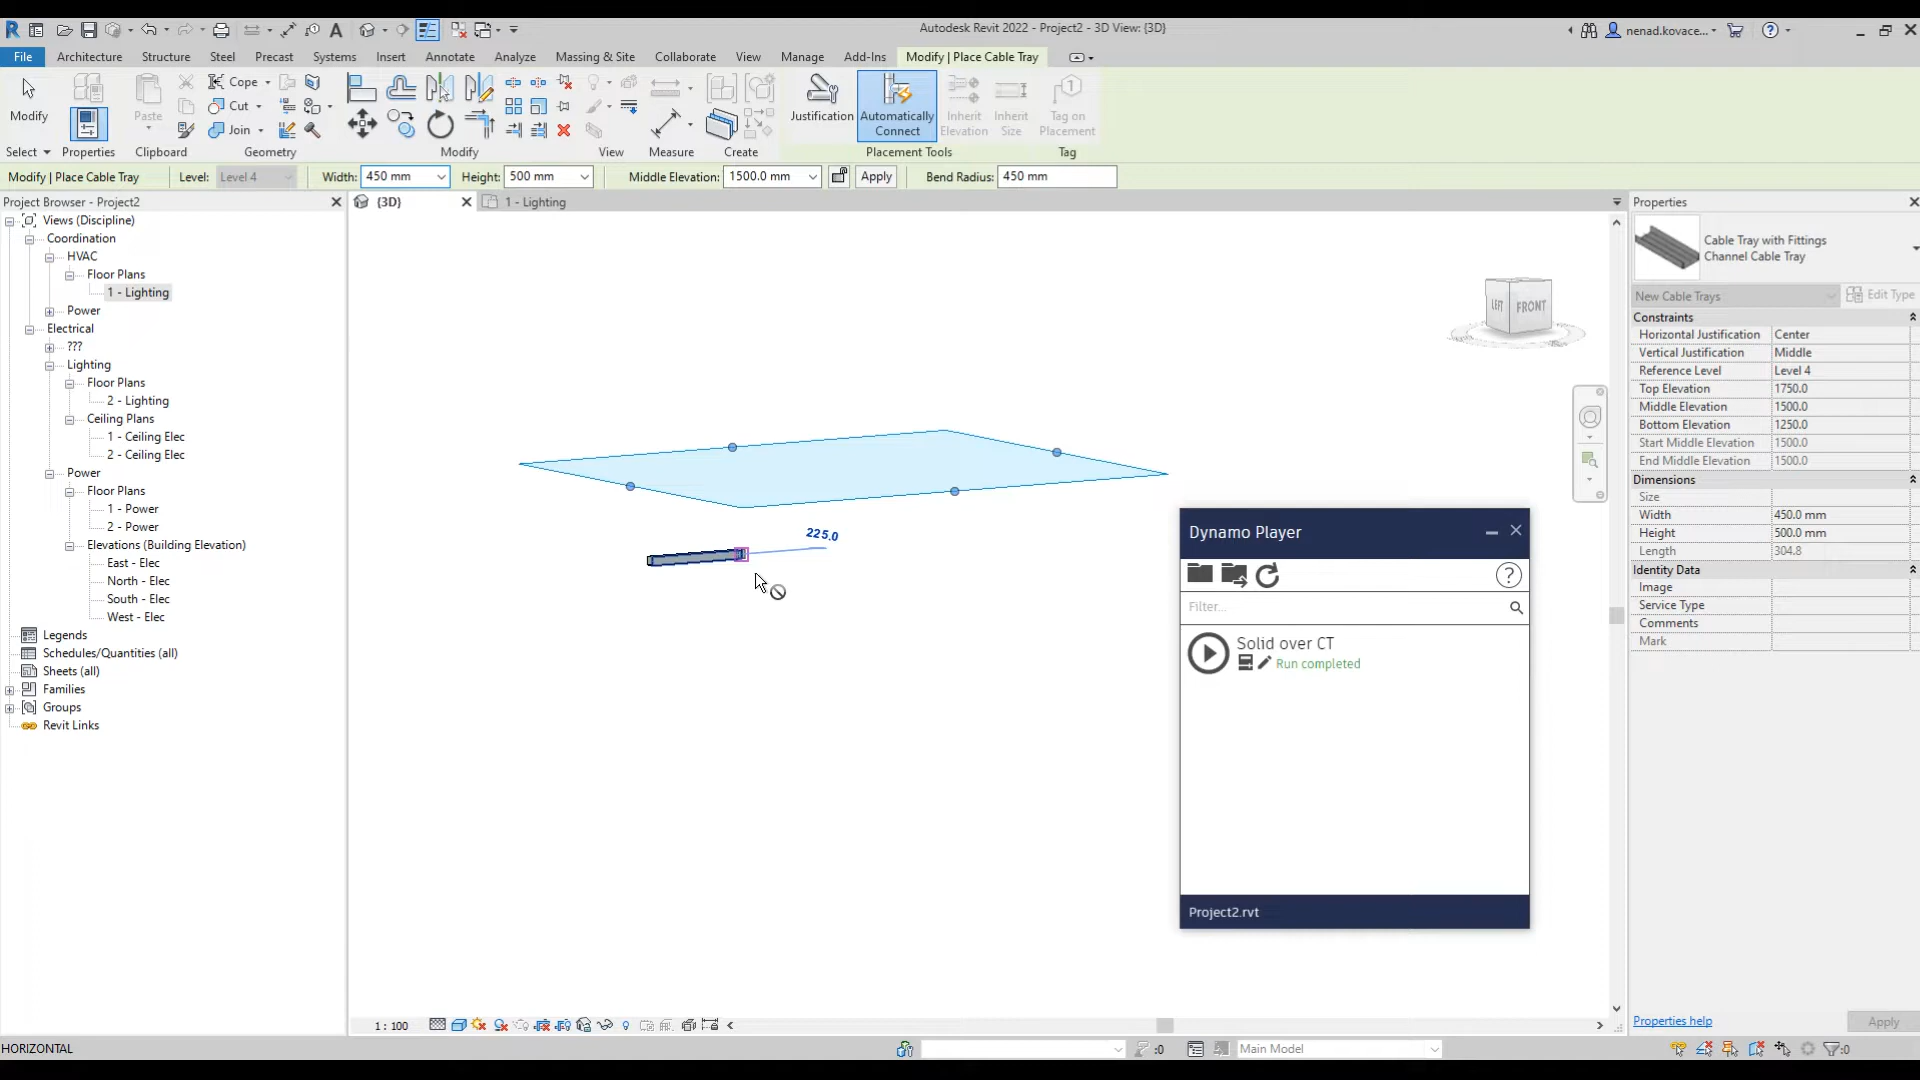 Autodesk Revit 2022 - Project2 - 3D View: {3D}
nenad.kovace...
File Architecture Structure Steel Precast Systems Insert Annotate Analyze Massing & Site Collaborate View Manage Add-Ins Modify | Place Cable Tray
Modify
Paste
Cope
Cut
Join
Justification
Automatically Connect
Inherit Elevation
Inherit Size
Tag on Placement
Select Properties Clipboard Geometry Modify View Measure Create Placement Tools Tag
Modify | Place Cable Tray Level: Level 4 Width: 450 mm Height: 500 mm Middle Elevation: 1500.0 mm Apply Bend Radius: 450 mm
Project Browser - Project2
Views (Discipline)
Coordination
HVAC
Floor Plans
1 - Lighting
Power
Electrical
???
Lighting
Floor Plans
2 - Lighting
Ceiling Plans
1 - Ceiling Elec
2 - Ceiling Elec
Power
Floor Plans
1 - Power
2 - Power
Elevations (Building Elevation)
East - Elec
North - Elec
South - Elec
West - Elec
Legends
Schedules/Quantities (all)
Sheets (all)
Families
Groups
Revit Links
{3D}
1 - Lighting
LEFT FRONT
225.0
Dynamo Player
Filter...
Solid over CT
Run completed
Project2.rvt
Properties
Cable Tray with Fittings
Channel Cable Tray
New Cable Trays Edit Type
Constraints
Horizontal Justification Center
Vertical Justification Middle
Reference Level Level 4
Top Elevation 1750.0
Middle Elevation 1500.0
Bottom Elevation 1250.0
Start Middle Elevation 1500.0
End Middle Elevation 1500.0
Dimensions
Size
Width 450.0 mm
Height 500.0 mm
Length 304.8
Identity Data
Image
Service Type
Comments
Mark
Properties help Apply
1 : 100
HORIZONTAL
:0
Main Model
:0